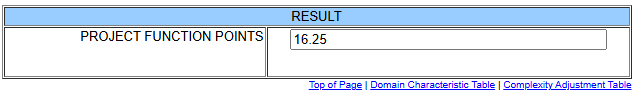 RESULT
PROJECT FUNCTION POINTS 16.25
Top of Page | Domain Characteristic Table | Complexity Adjustment Table